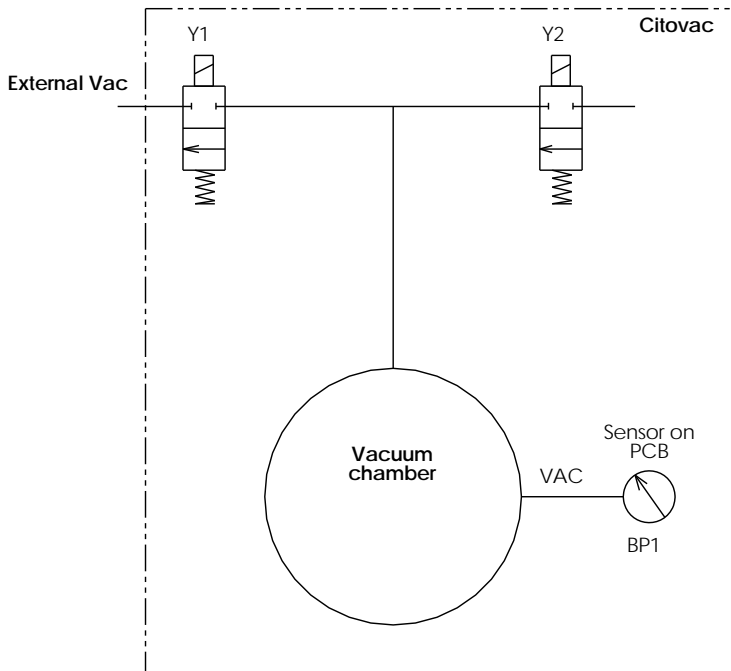 Y1
Y2
Citovac
External Vac
Vacuum
chamber
Sensor on
PCB
VAC
BP1